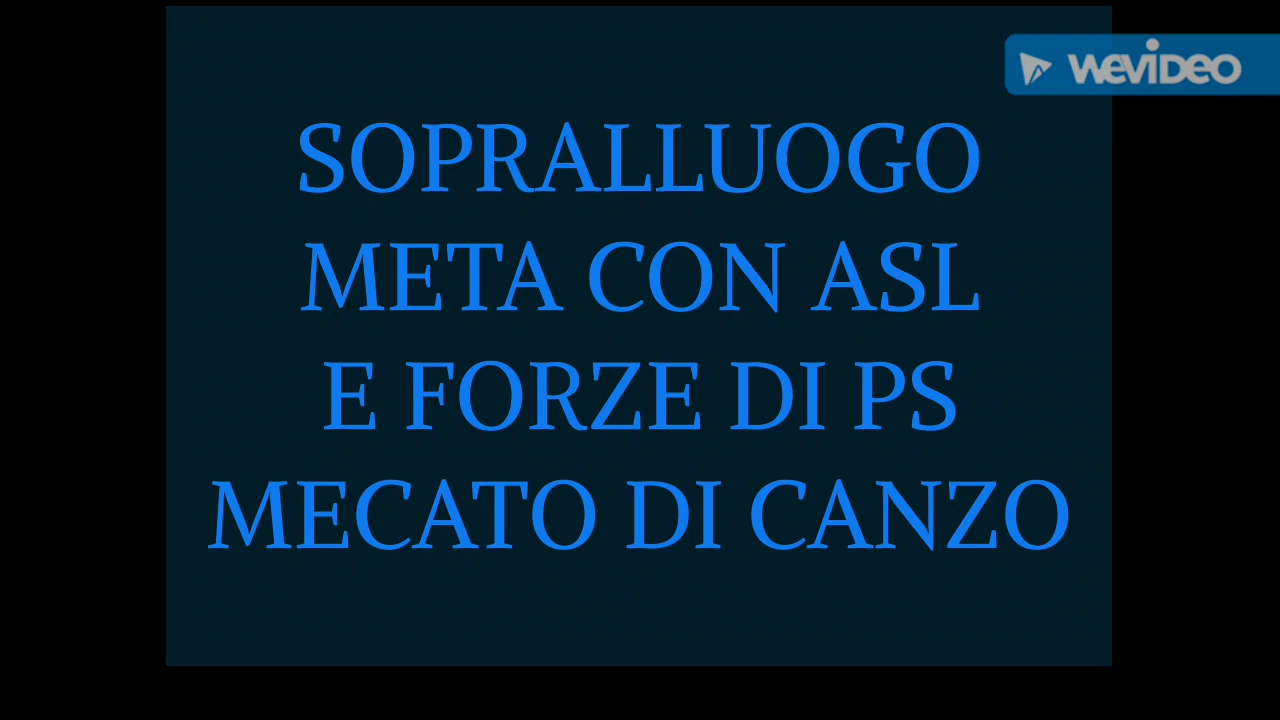 WEVIDEO
SOPRALLUOGO
META CON ASL
E FORZE DI PS
MECATO DI CANZO